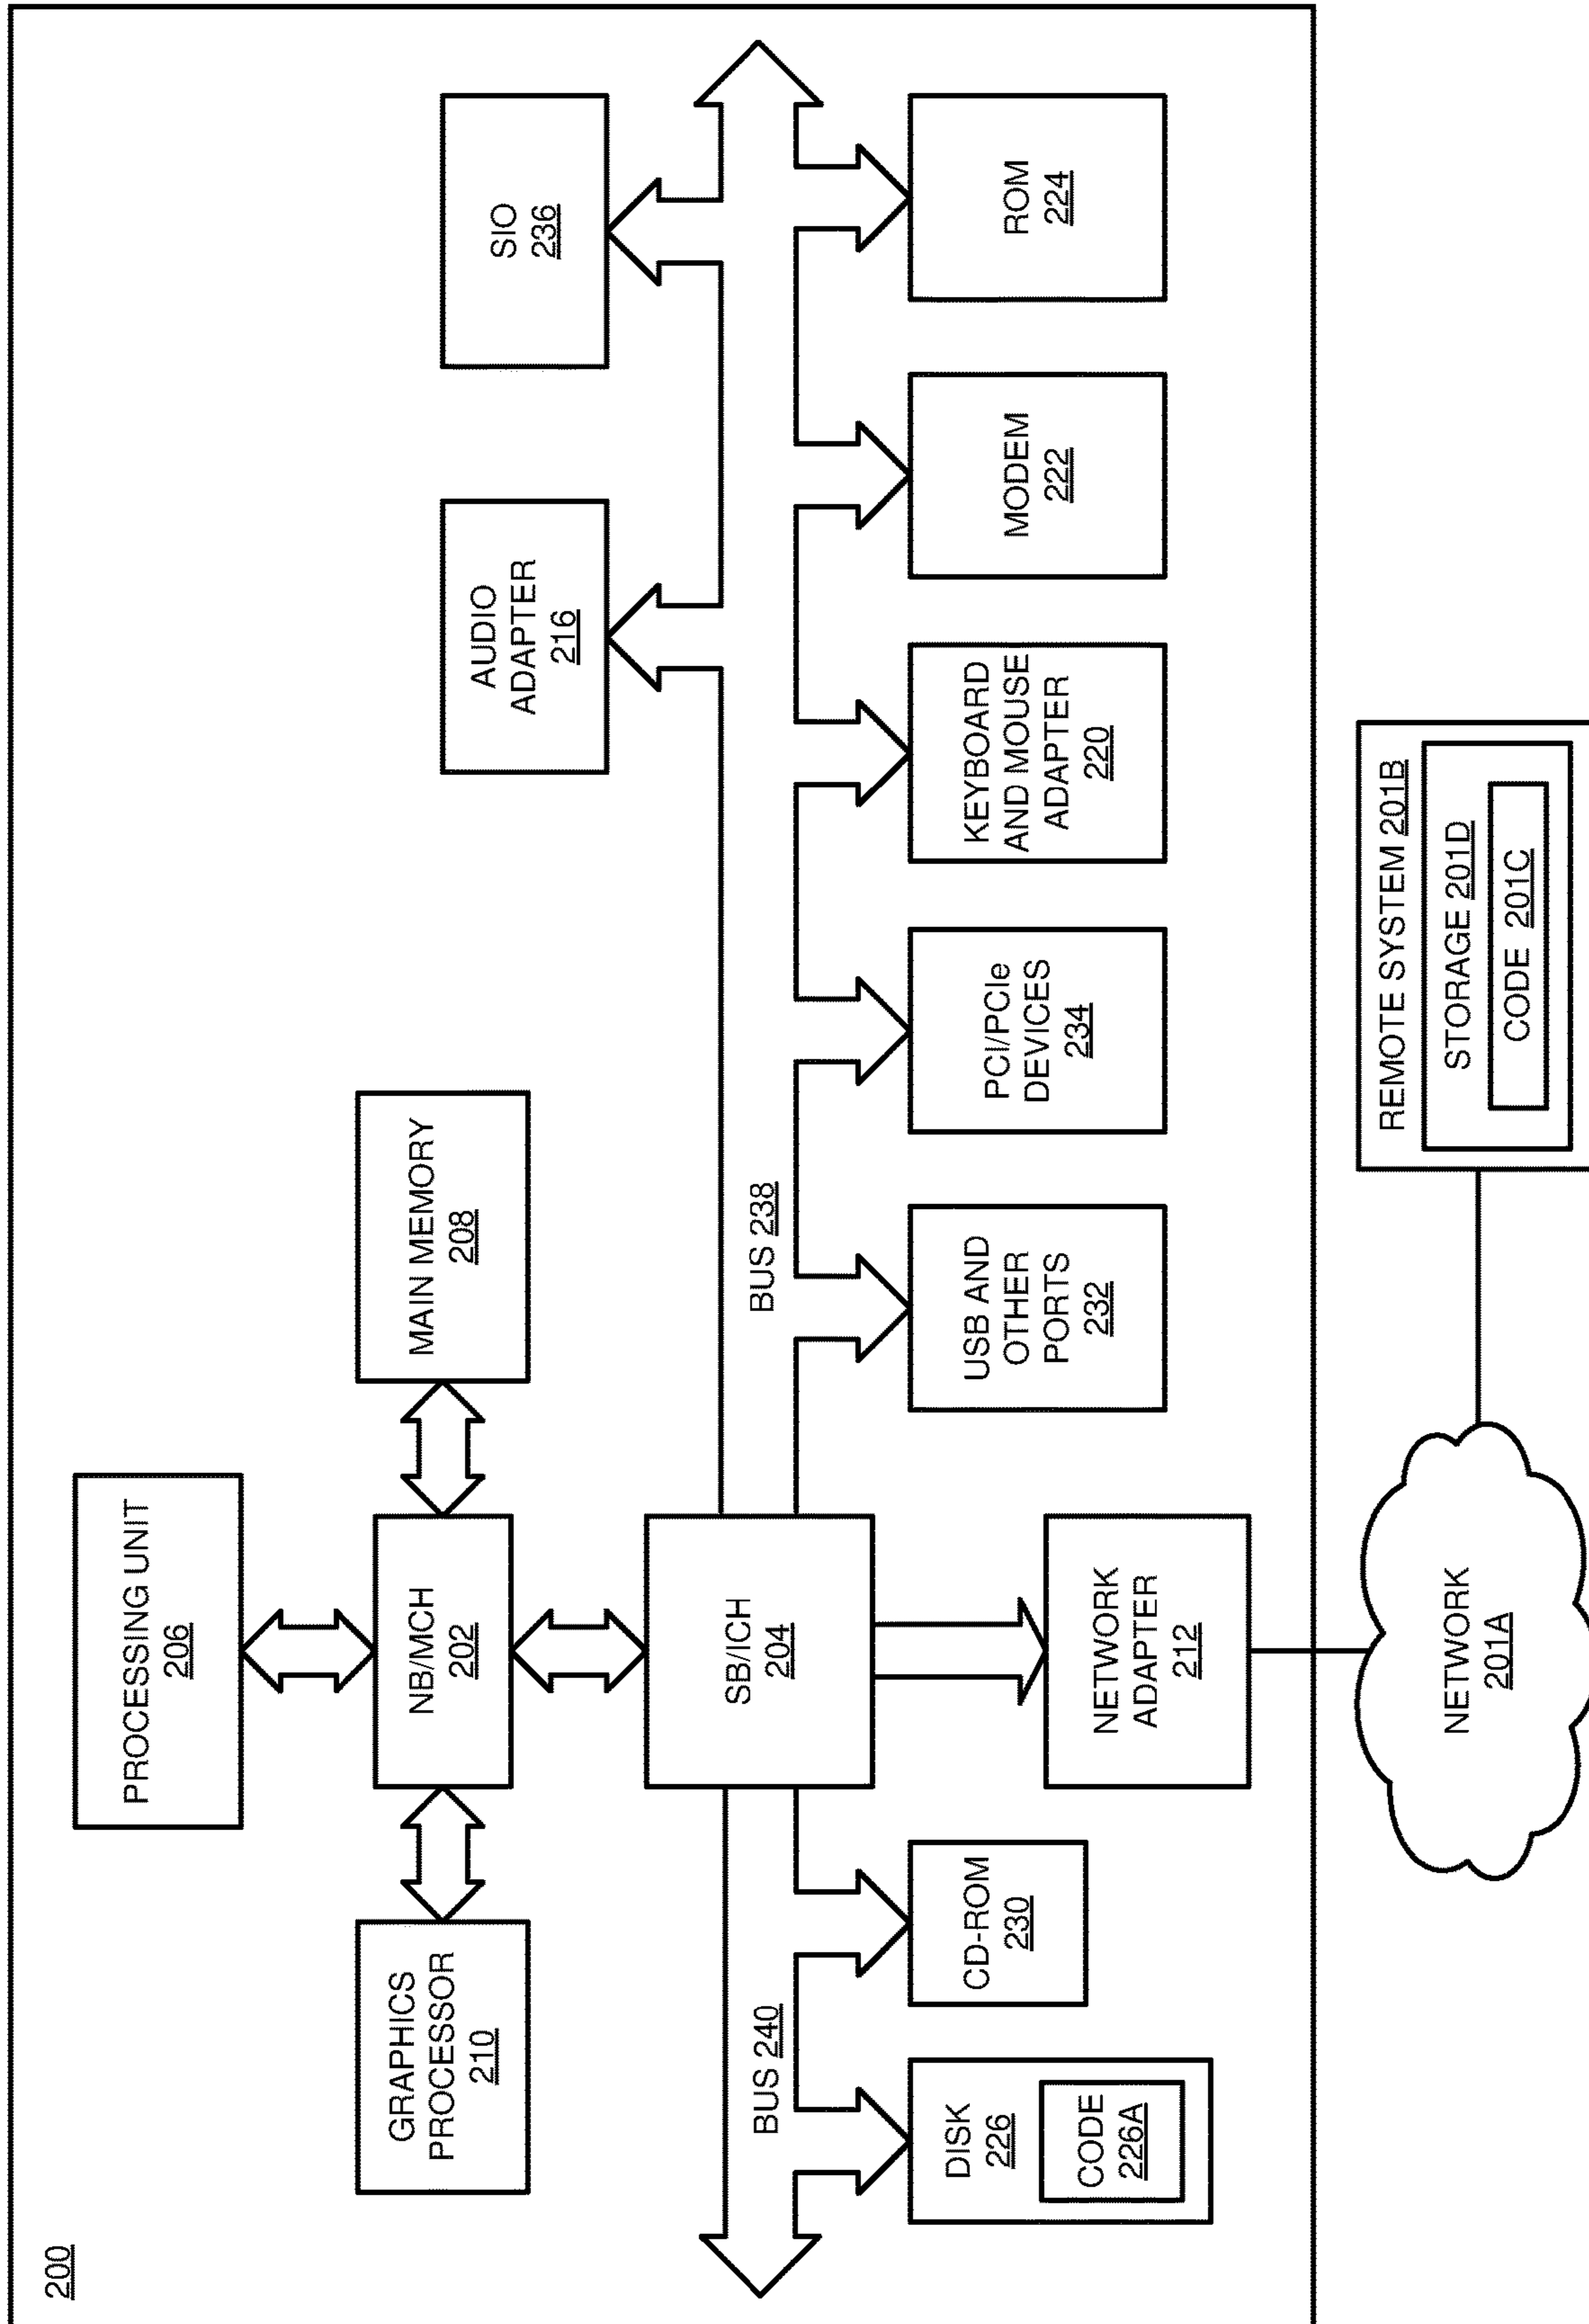 200
PROCESSING UNIT
206
GRAPHICS
PROCESSOR
210
NB/MCH
202
MAIN MEMORY
208
AUDIO
ADAPTER
216
SIO
236
SB/ICH
204
BUS 240
BUS 238
DISK
226
CODE
226A
CD-ROM
230
NETWORK
ADAPTER
212
USB AND
OTHER
PORTS
232
PCI/PCIe
DEVICES
234
KEYBOARD
AND MOUSE
ADAPTER
220
MODEM
222
ROM
224
NETWORK
201A
REMOTE SYSTEM 201B
STORAGE 201D
CODE 201C